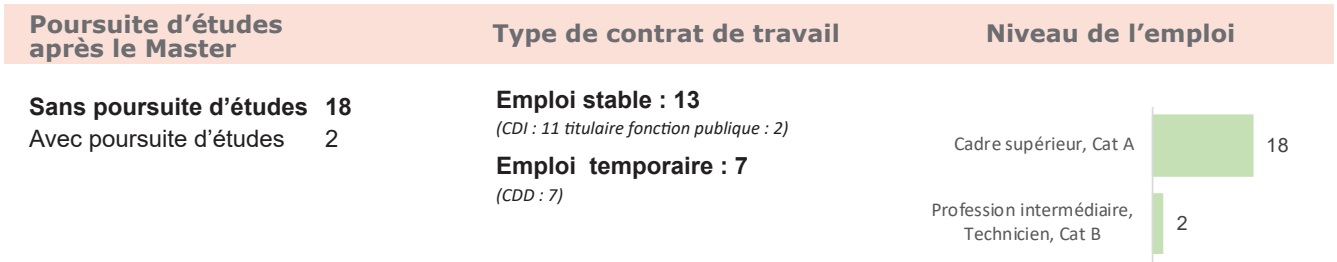 Poursuite d’études
après le Master
Type de contrat de travail
Niveau de l’emploi
Sans poursuite d’études 18
Avec poursuite d’études 2
Emploi stable : 13
(CDI : 11 titulaire fonction publique : 2)
Emploi temporaire : 7
(CDD : 7)
Cadre supérieur, Cat A 18
Profession intermédiaire,
Technicien, Cat B 2